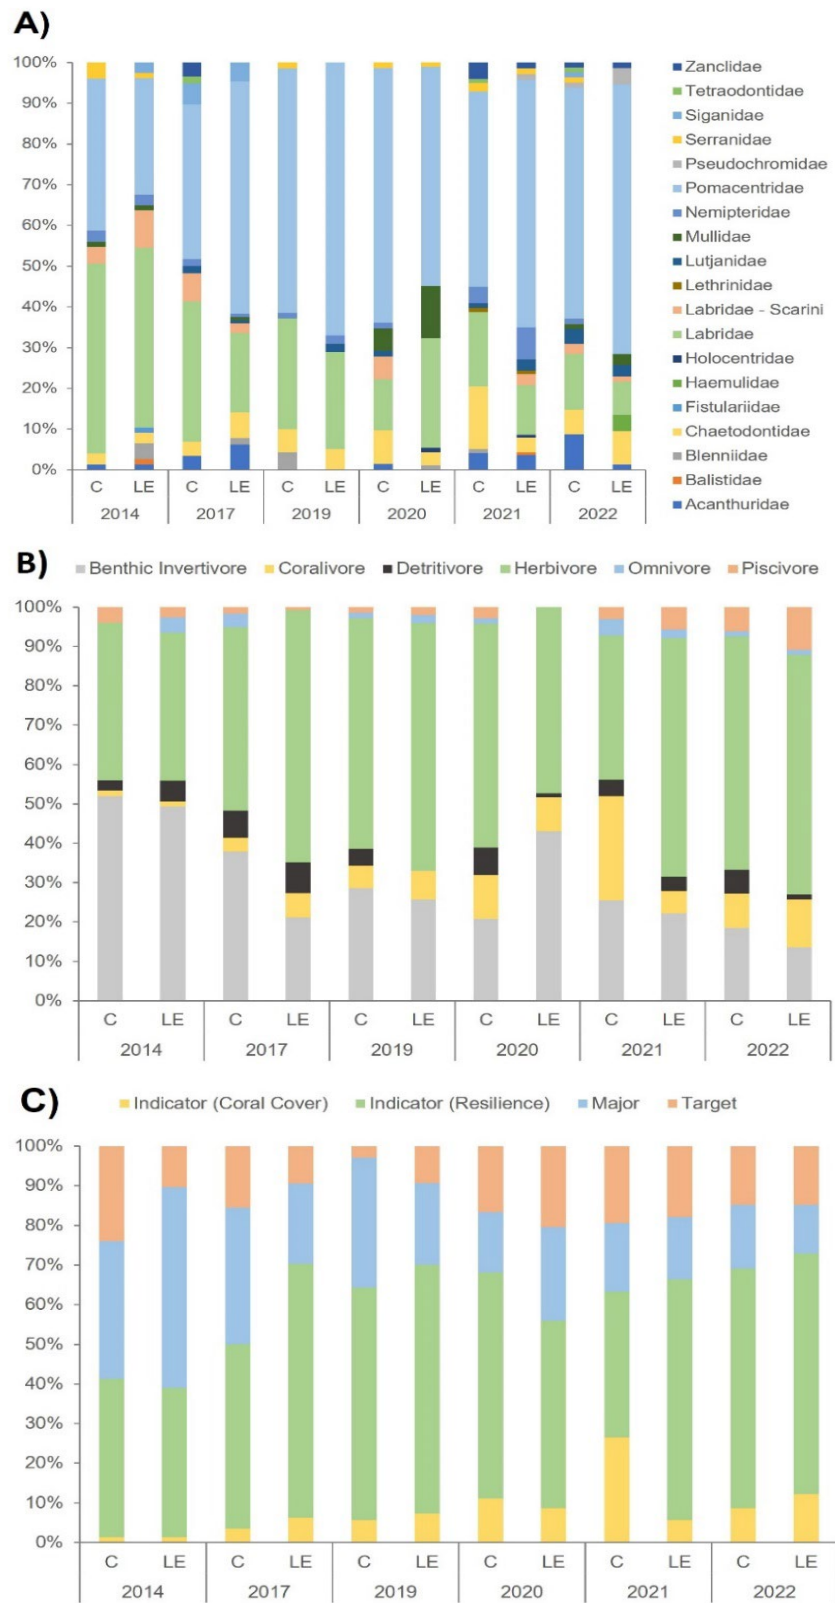 A)
100%
90%
80%
70%
60%
50%
40%
30%
20%
10%
0%
C LE C LE C LE C LE C LE C LE
2014 2017 2019 2020 2021 2022
Zanclidae
Tetraodontidae
Siganidae
Serranidae
Pseudochromidae
Pomacentridae
Nemipteridae
Mullidae
Lutjanidae
Lethrinidae
Labridae - Scarini
Labridae
Holocentridae
Haemulidae
Fistulariidae
Chaetodontidae
Blenniidae
Balistidae
Acanthuridae
B)
Benthic Invertivore Coralivore Detritivore Herbivore Omnivore Piscivore
100%
90%
80%
70%
60%
50%
40%
30%
20%
10%
0%
C LE C LE C LE C LE C LE C LE
2014 2017 2019 2020 2021 2022
C)
Indicator (Coral Cover) Indicator (Resilience) Major Target
100%
90%
80%
70%
60%
50%
40%
30%
20%
10%
0%
C LE C LE C LE C LE C LE C LE
2014 2017 2019 2020 2021 2022